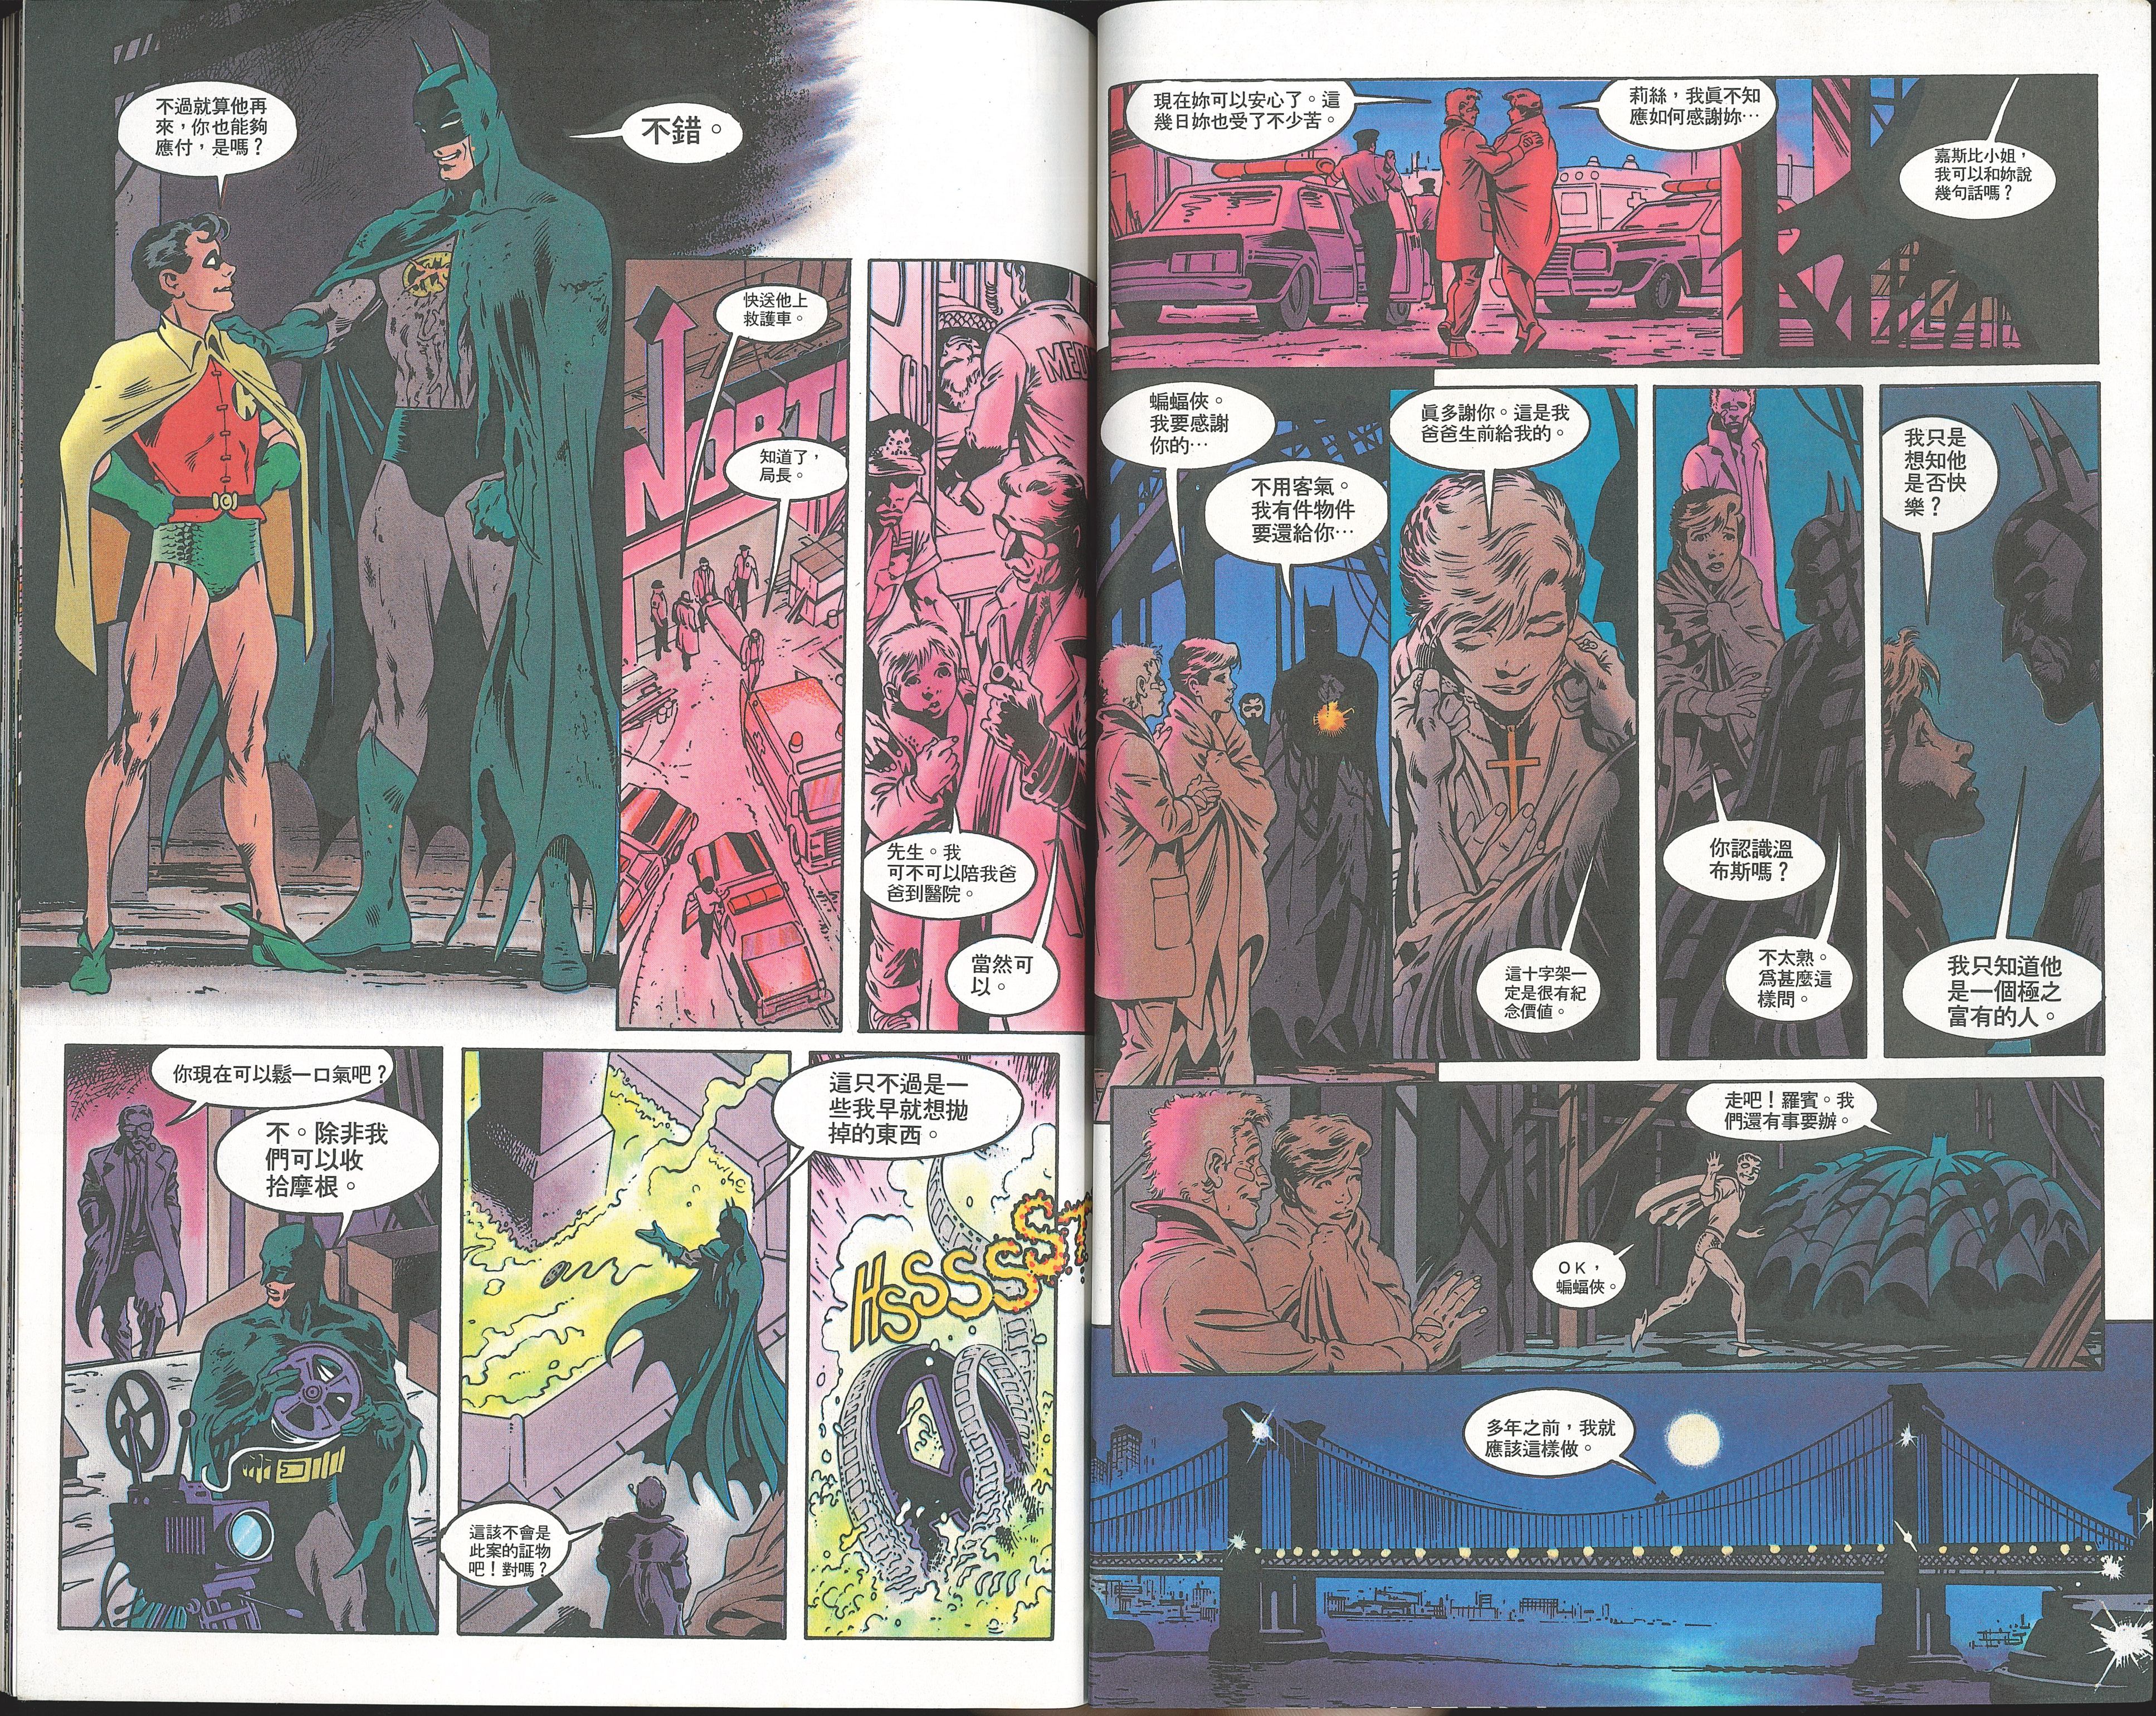 不過就算他再
來，你也能夠
應付，是嗎？
不錯。
快送他上
救護車。
知道了，
局長。
NORT
MED
先生。我
可不可以陪我爸
爸到醫院。
當然可
以。
你現在可以鬆一口氣吧？
不。除非我
們可以收
拾摩根。
這只不過是一
些我早就想拋
掉的東西。
這該不會是
此案的証物
吧！對嗎？
HSSSSST
現在妳可以安心了。這
幾日妳也受了不少苦。
莉絲，我眞不知
應如何感謝妳…
嘉斯比小姐，
我可以和妳說
幾句話嗎？
蝙蝠俠。
我要感謝
你的…
不用客氣。
我有件物件
要還給你…
眞多謝你。這是我
爸爸生前給我的。
這十字架一
定是很有紀
念價值。
你認識溫
布斯嗎？
不太熟。
爲甚麼這
樣問。
我只是
想知他
是否快
樂？
我只知道他
是一個極之
富有的人。
走吧！羅賓。我
們還有事要辦。
OK，
蝙蝠俠。
多年之前，我就
應該這樣做。